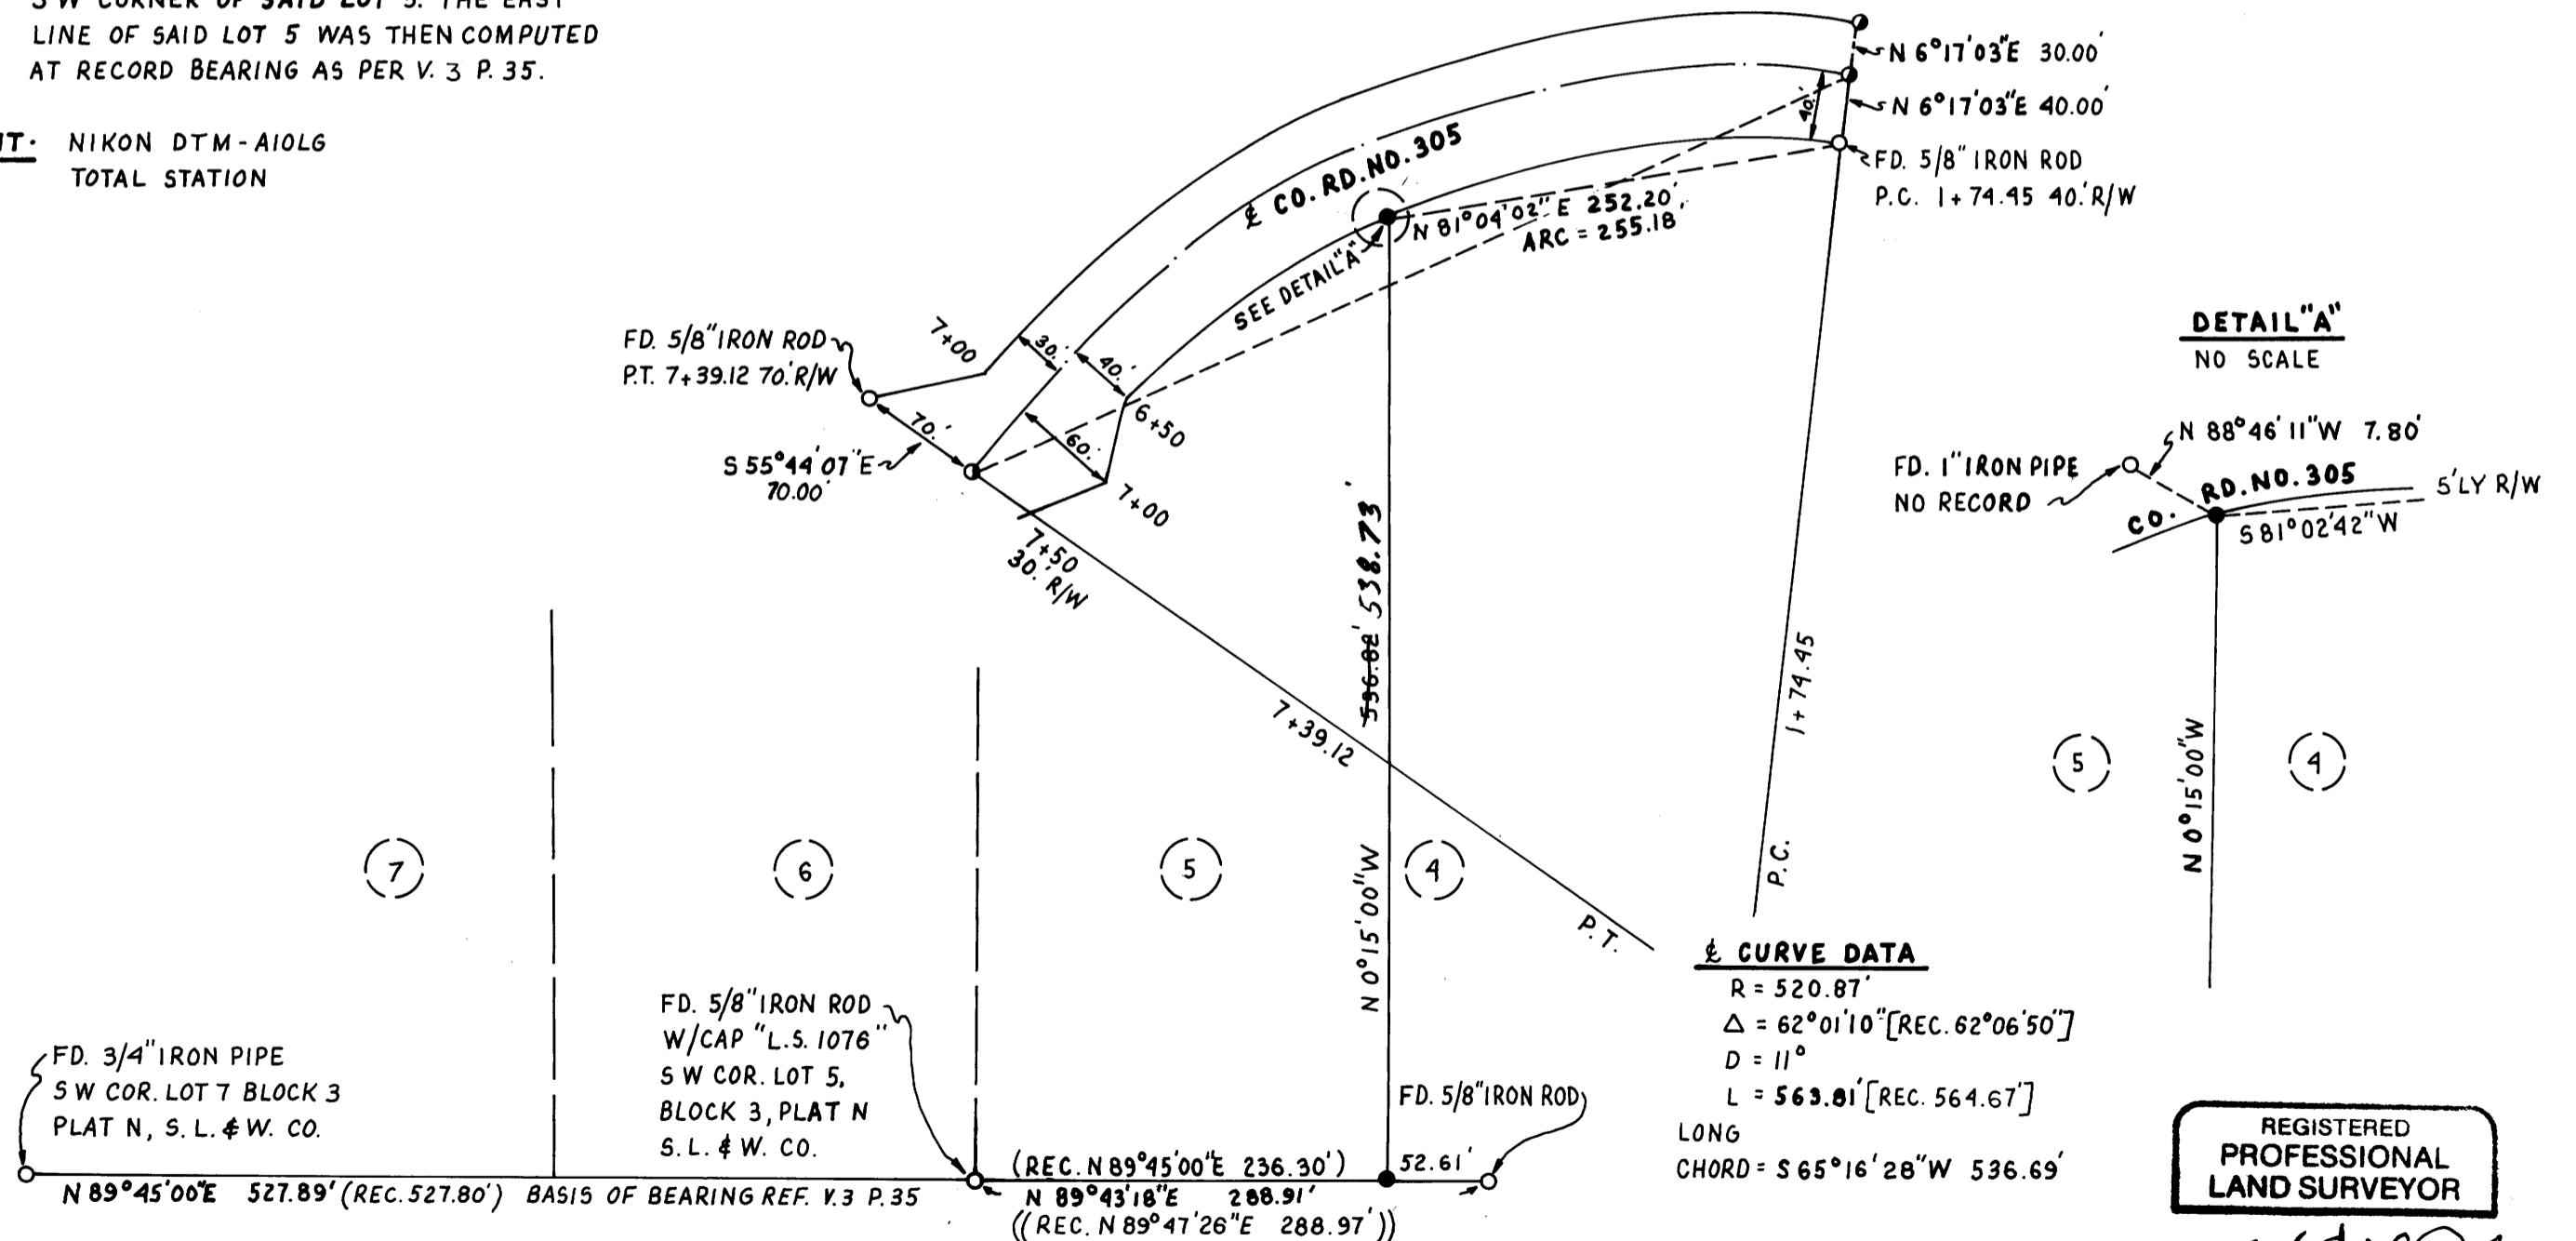 S W CORNER OF SAID LOT 5. THE EAST
LINE OF SAID LOT 5 WAS THEN COMPUTED
AT RECORD BEARING AS PER V. 3 P. 35.
NT. NIKON DTM-A10LG
TOTAL STATION
N 6°17'03"E 30.00'
N 6°17'03"E 40.00'
40.'
FD. 5/8" IRON ROD
P.C. 1+74.45 40.' R/W
℄ CO. RD. NO. 305
N 81°04'02" E 252.20'
ARC = 255.18'
SEE DETAIL "A"
FD. 5/8" IRON ROD
P.T. 7+39.12 70.' R/W
7+00
30.'
40.'
6+50
70.'
60.'
S 55°44'07"E
70.00'
7+00
7+50
30.' R/W
536.82' 538.73'
7+39.12
1+74.45
P.C.
P.T.
N 0°15'00"W
DETAIL "A"
NO SCALE
N 88°46'11"W 7.80'
FD. 1" IRON PIPE
NO RECORD
CO. RD. NO. 305
S'LY R/W
S 81°02'42" W
N 0°15'00"W
5
4
7
6
5
4
℄ CURVE DATA
R = 520.87'
Δ = 62°01'10" [REC. 62°06'50"]
D = 11°
L = 563.81' [REC. 564.67']
LONG
CHORD = S 65°16'28"W 536.69'
FD. 3/4" IRON PIPE
S W COR. LOT 7 BLOCK 3
PLAT N, S. L. & W. CO.
FD. 5/8" IRON ROD
W/CAP "L.S. 1076"
S W COR. LOT 5,
BLOCK 3, PLAT N
S. L. & W. CO.
FD. 5/8" IRON ROD
N 89°45'00"E 527.89' (REC. 527.80') BASIS OF BEARING REF. V.3 P.35
(REC. N 89°45'00"E 236.30')
52.61'
N 89°43'18"E 288.91'
((REC. N 89°47'26"E 288.97'))
REGISTERED
PROFESSIONAL
LAND SURVEYOR